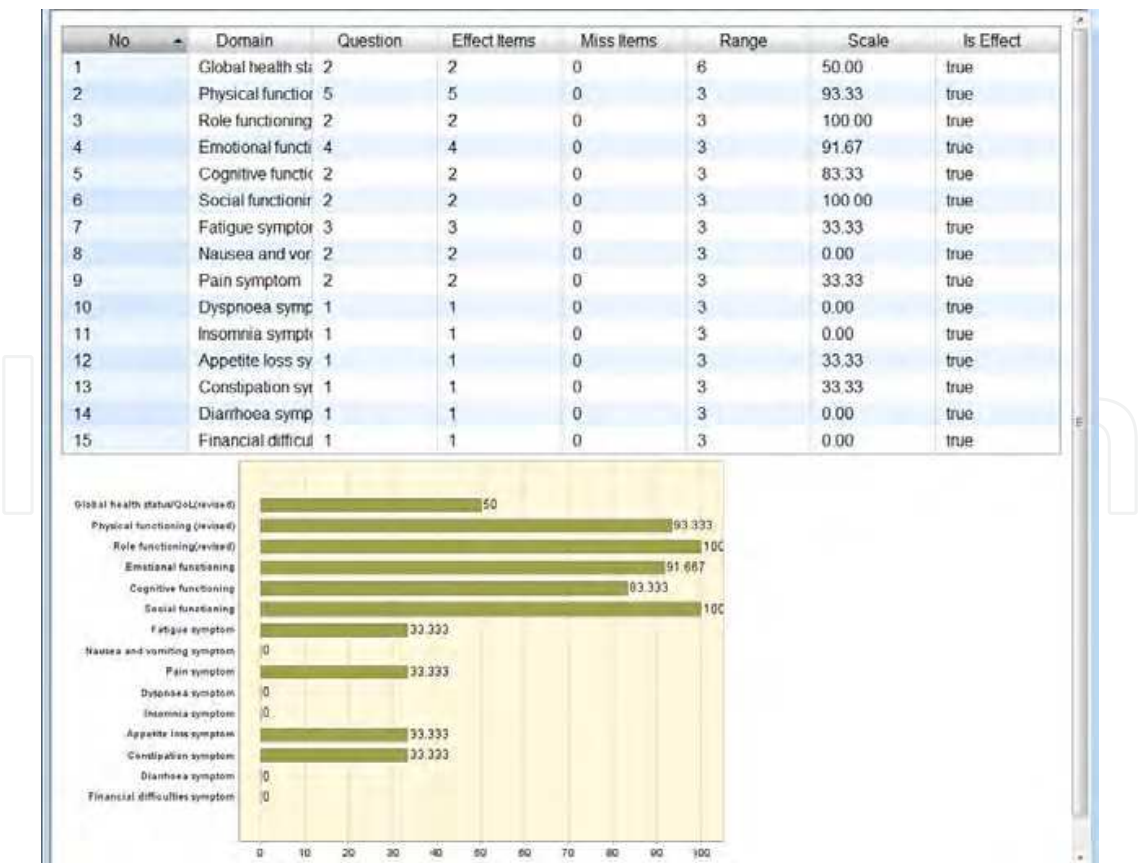 No Domain Question Effect Items Miss Items Range Scale Is Effect
1 Global health sta 2 2 0 6 50.00 true
2 Physical function 5 5 0 3 93.33 true
3 Role functioning 2 2 0 3 100.00 true
4 Emotional functi 4 4 0 3 91.67 true
5 Cognitive functic 2 2 0 3 83.33 true
6 Social functionir 2 2 0 3 100.00 true
7 Fatigue symptor 3 3 0 3 33.33 true
8 Nausea and vor 2 2 0 3 0.00 true
9 Pain symptom 2 2 0 3 33.33 true
10 Dyspnoea symp 1 1 0 3 0.00 true
11 Insomnia sympto 1 1 0 3 0.00 true
12 Appetite loss sy 1 1 0 3 33.33 true
13 Constipation syr 1 1 0 3 33.33 true
14 Diarrhoea symp 1 1 0 3 0.00 true
15 Financial difficul 1 1 0 3 0.00 true
Global health status/QoL(revised) 50
Physical functioning (revised) 93.333
Role functioning(revised) 100
Emotional functioning 91.667
Cognitive functioning 83.333
Social functioning 100
Fatigue symptom 33.333
Nausea and vomiting symptom 0
Pain symptom 33.333
Dyspnoea symptom 0
Insomnia symptom 0
Appetite loss symptom 33.333
Constipation symptom 33.333
Diarrhoea symptom 0
Financial difficulties symptom 0
0 10 20 30 40 50 60 70 80 90 100